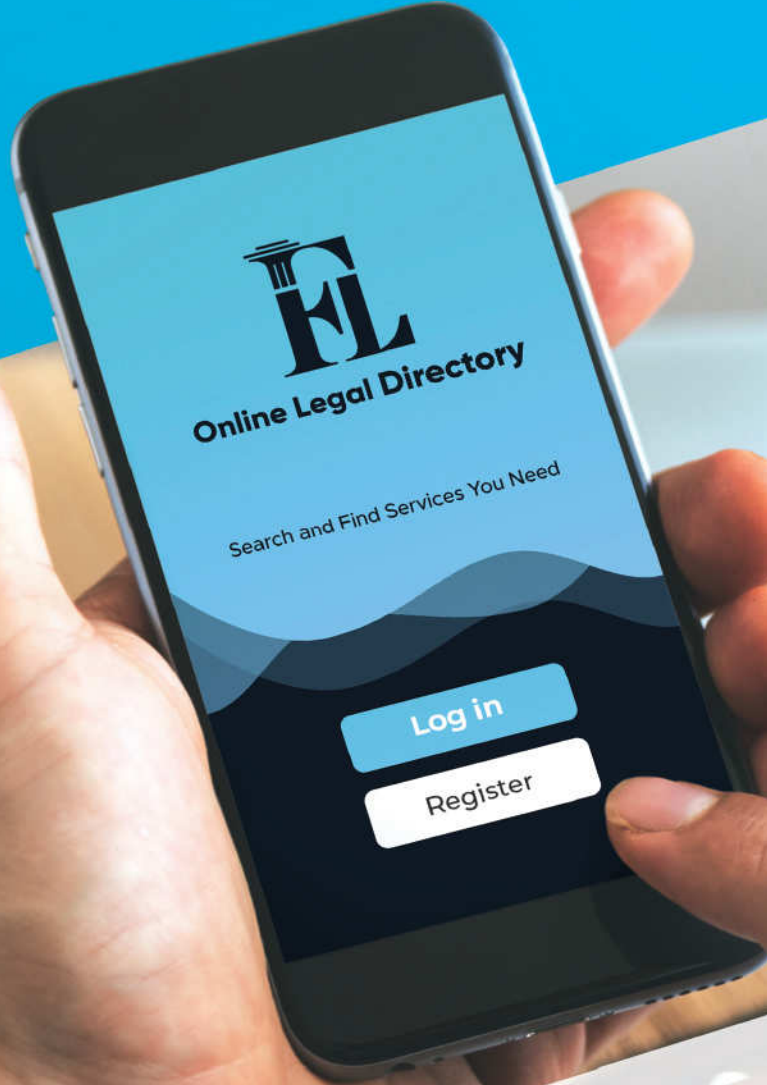 FL
Online Legal Directory
Search and Find Services You Need
Log in
Register